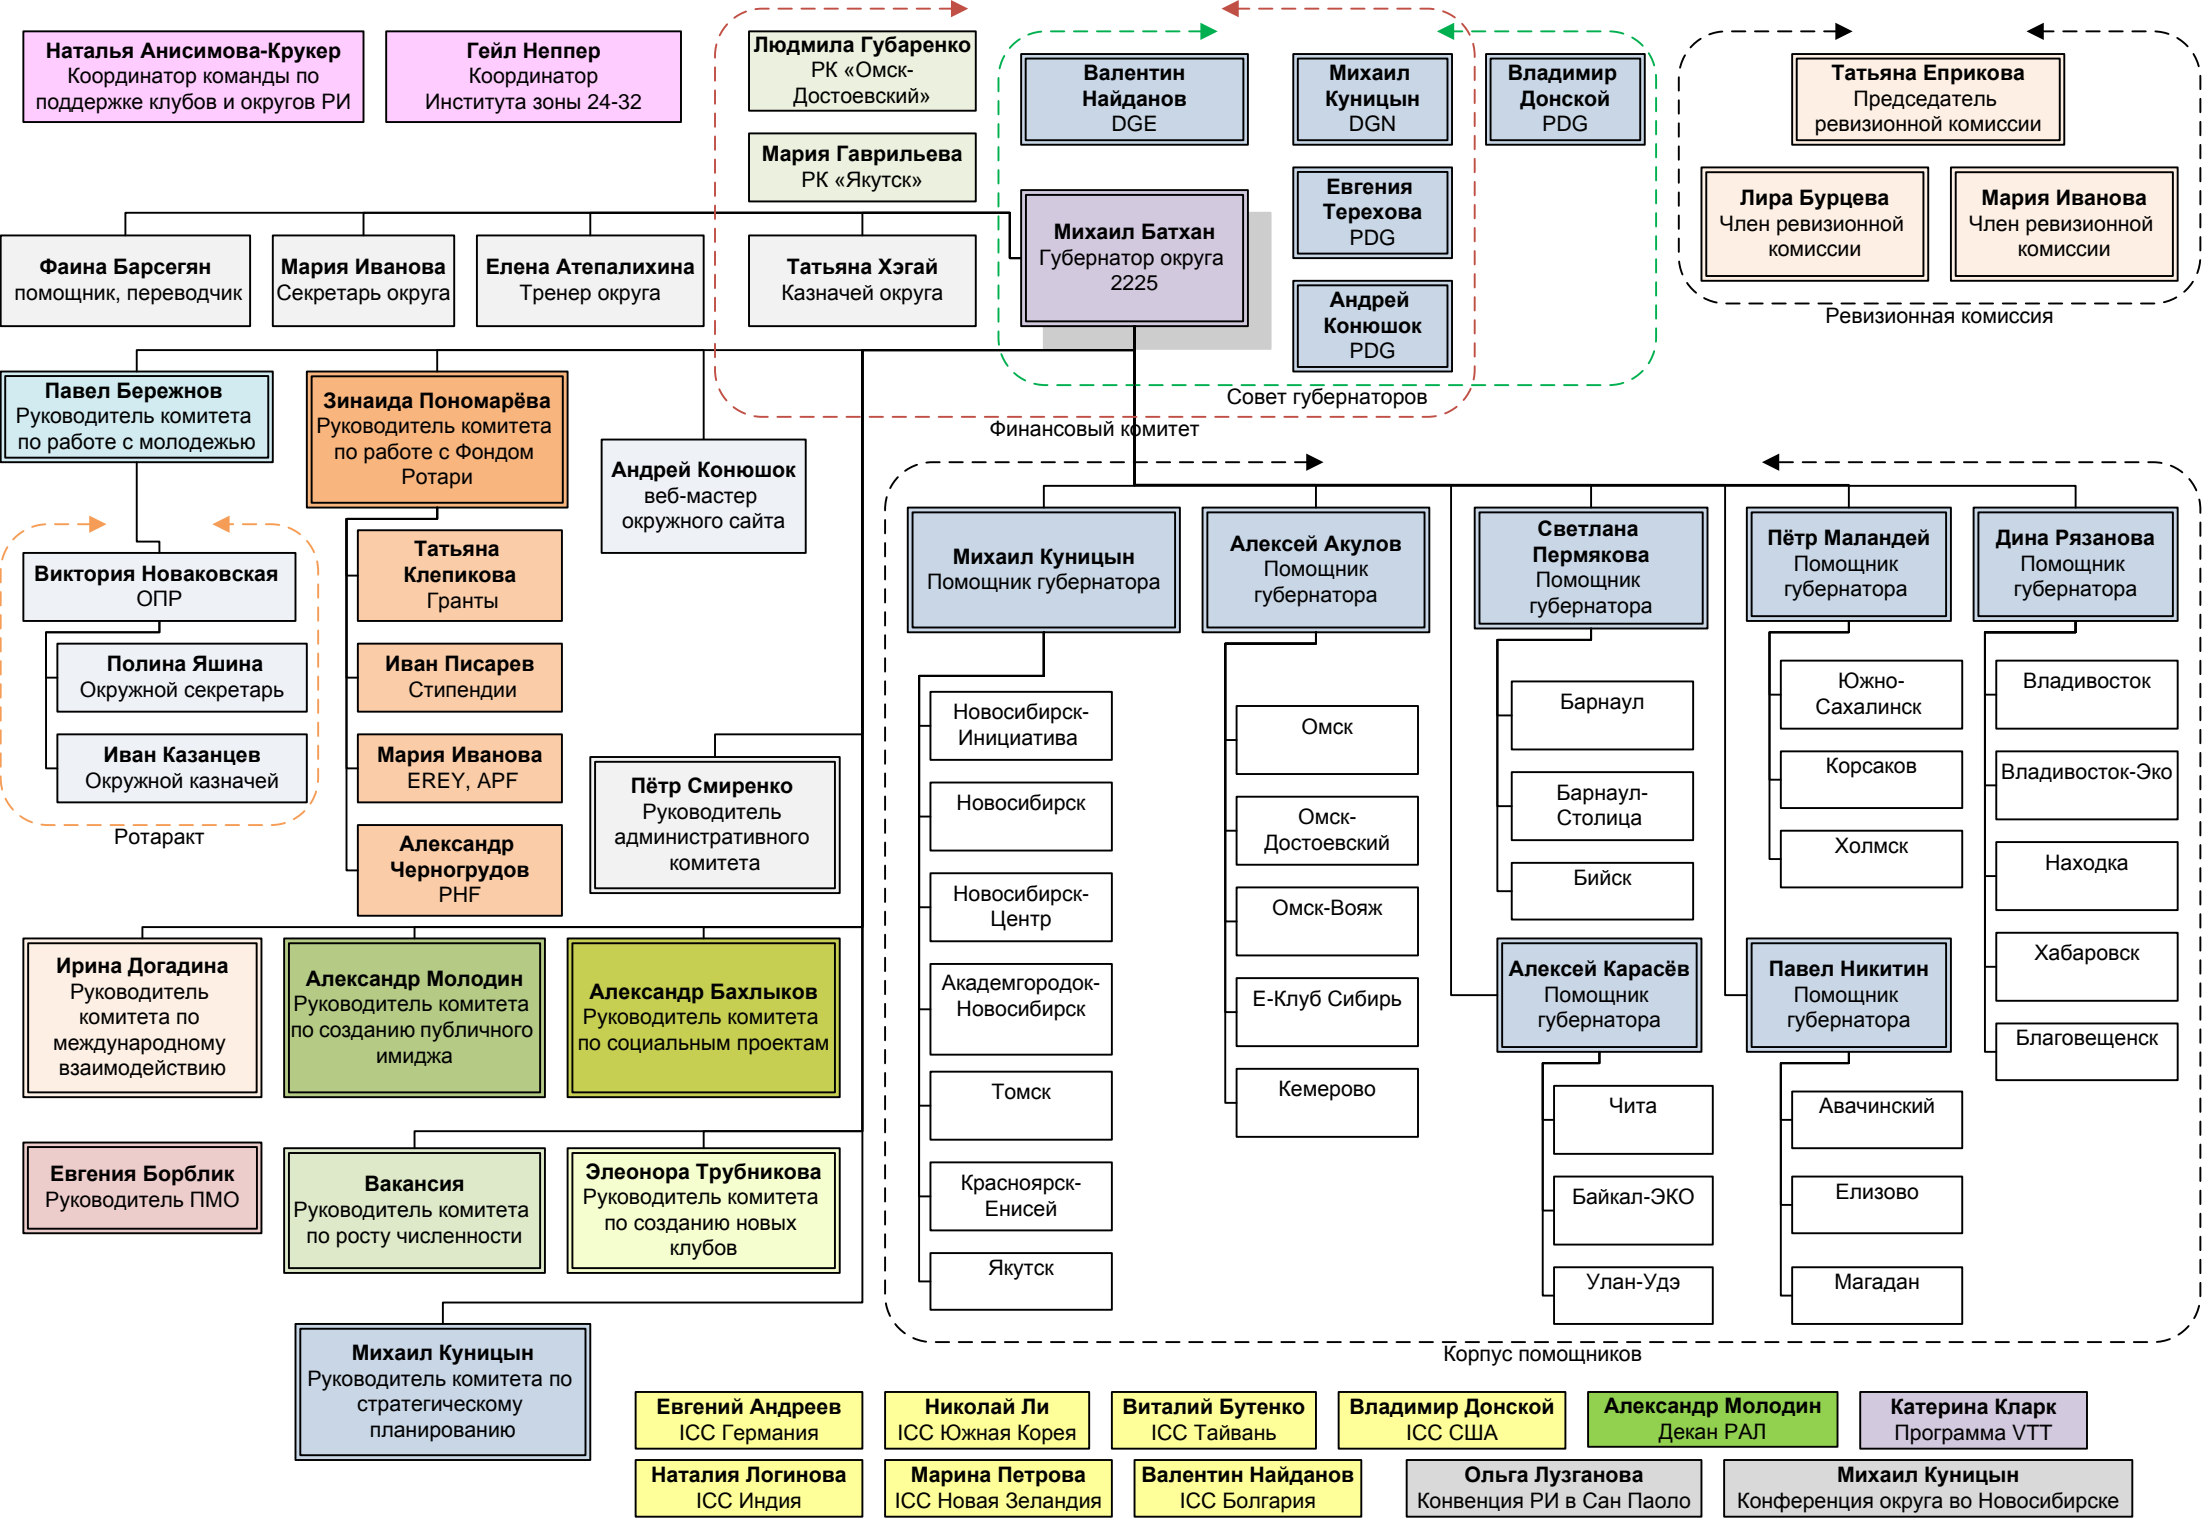 Наталья Анисимова-Крукер
Координатор команды по
поддержке клубов и округов РИ
Гейл Неппер
Координатор
Института зоны 24-32
Людмила Губаренко
РК «Омск-
Достоевский»
Мария Гаврильева
РК «Якутск»
Валентин
Найданов
DGE
Михаил
Куницын
DGN
Владимир
Донской
PDG
Евгения
Терехова
PDG
Андрей
Конюшок
PDG
Татьяна Еприкова
Председатель
ревизионной комиссии
Лира Бурцева
Член ревизионной
комиссии
Мария Иванова
Член ревизионной
комиссии
Ревизионная комиссия
Михаил Батхан
Губернатор округа
2225
Фаина Барсегян
помощник, переводчик
Мария Иванова
Секретарь округа
Елена Атепалихина
Тренер округа
Татьяна Хэгай
Казначей округа
Совет губернаторов
Финансовый комитет
Павел Бережнов
Руководитель комитета
по работе с молодежью
Зинаида Пономарёва
Руководитель комитета
по работе с Фондом
Ротари
Андрей Конюшок
веб-мастер
окружного сайта
Виктория Новаковская
ОПР
Полина Яшина
Окружной секретарь
Иван Казанцев
Окружной казначей
Ротаракт
Татьяна
Клепикова
Гранты
Иван Писарев
Стипендии
Мария Иванова
EREY, APF
Александр
Черногрудов
PHF
Пётр Смиренко
Руководитель
административного
комитета
Ирина Догадина
Руководитель
комитета по
международному
взаимодействию
Александр Молодин
Руководитель комитета
по созданию публичного
имиджа
Александр Бахлыков
Руководитель комитета
по социальным проектам
Евгения Борблик
Руководитель ПМО
Вакансия
Руководитель комитета
по росту численности
Элеонора Трубникова
Руководитель комитета
по созданию новых
клубов
Михаил Куницын
Руководитель комитета по
стратегическому
планированию
Михаил Куницын
Помощник губернатора
Новосибирск-
Инициатива
Новосибирск
Новосибирск-
Центр
Академгородок-
Новосибирск
Томск
Красноярск-
Енисей
Якутск
Алексей Акулов
Помощник
губернатора
Омск
Омск-
Достоевский
Омск-Вояж
Е-Клуб Сибирь
Кемерово
Светлана
Пермякова
Помощник
губернатора
Барнаул
Барнаул-
Столица
Бийск
Алексей Карасёв
Помощник
губернатора
Чита
Байкал-ЭКО
Улан-Удэ
Пётр Маландей
Помощник
губернатора
Южно-
Сахалинск
Корсаков
Холмск
Павел Никитин
Помощник
губернатора
Авачинский
Елизово
Магадан
Дина Рязанова
Помощник
губернатора
Владивосток
Владивосток-Эко
Находка
Хабаровск
Благовещенск
Корпус помощников
Евгений Андреев
ICC Германия
Николай Ли
ICC Южная Корея
Виталий Бутенко
ICC Тайвань
Владимир Донской
ICC США
Александр Молодин
Декан РАЛ
Катерина Кларк
Программа VTT
Наталия Логинова
ICC Индия
Марина Петрова
ICC Новая Зеландия
Валентин Найданов
ICC Болгария
Ольга Лузганова
Конвенция РИ в Сан Паоло
Михаил Куницын
Конференция округа во Новосибирске